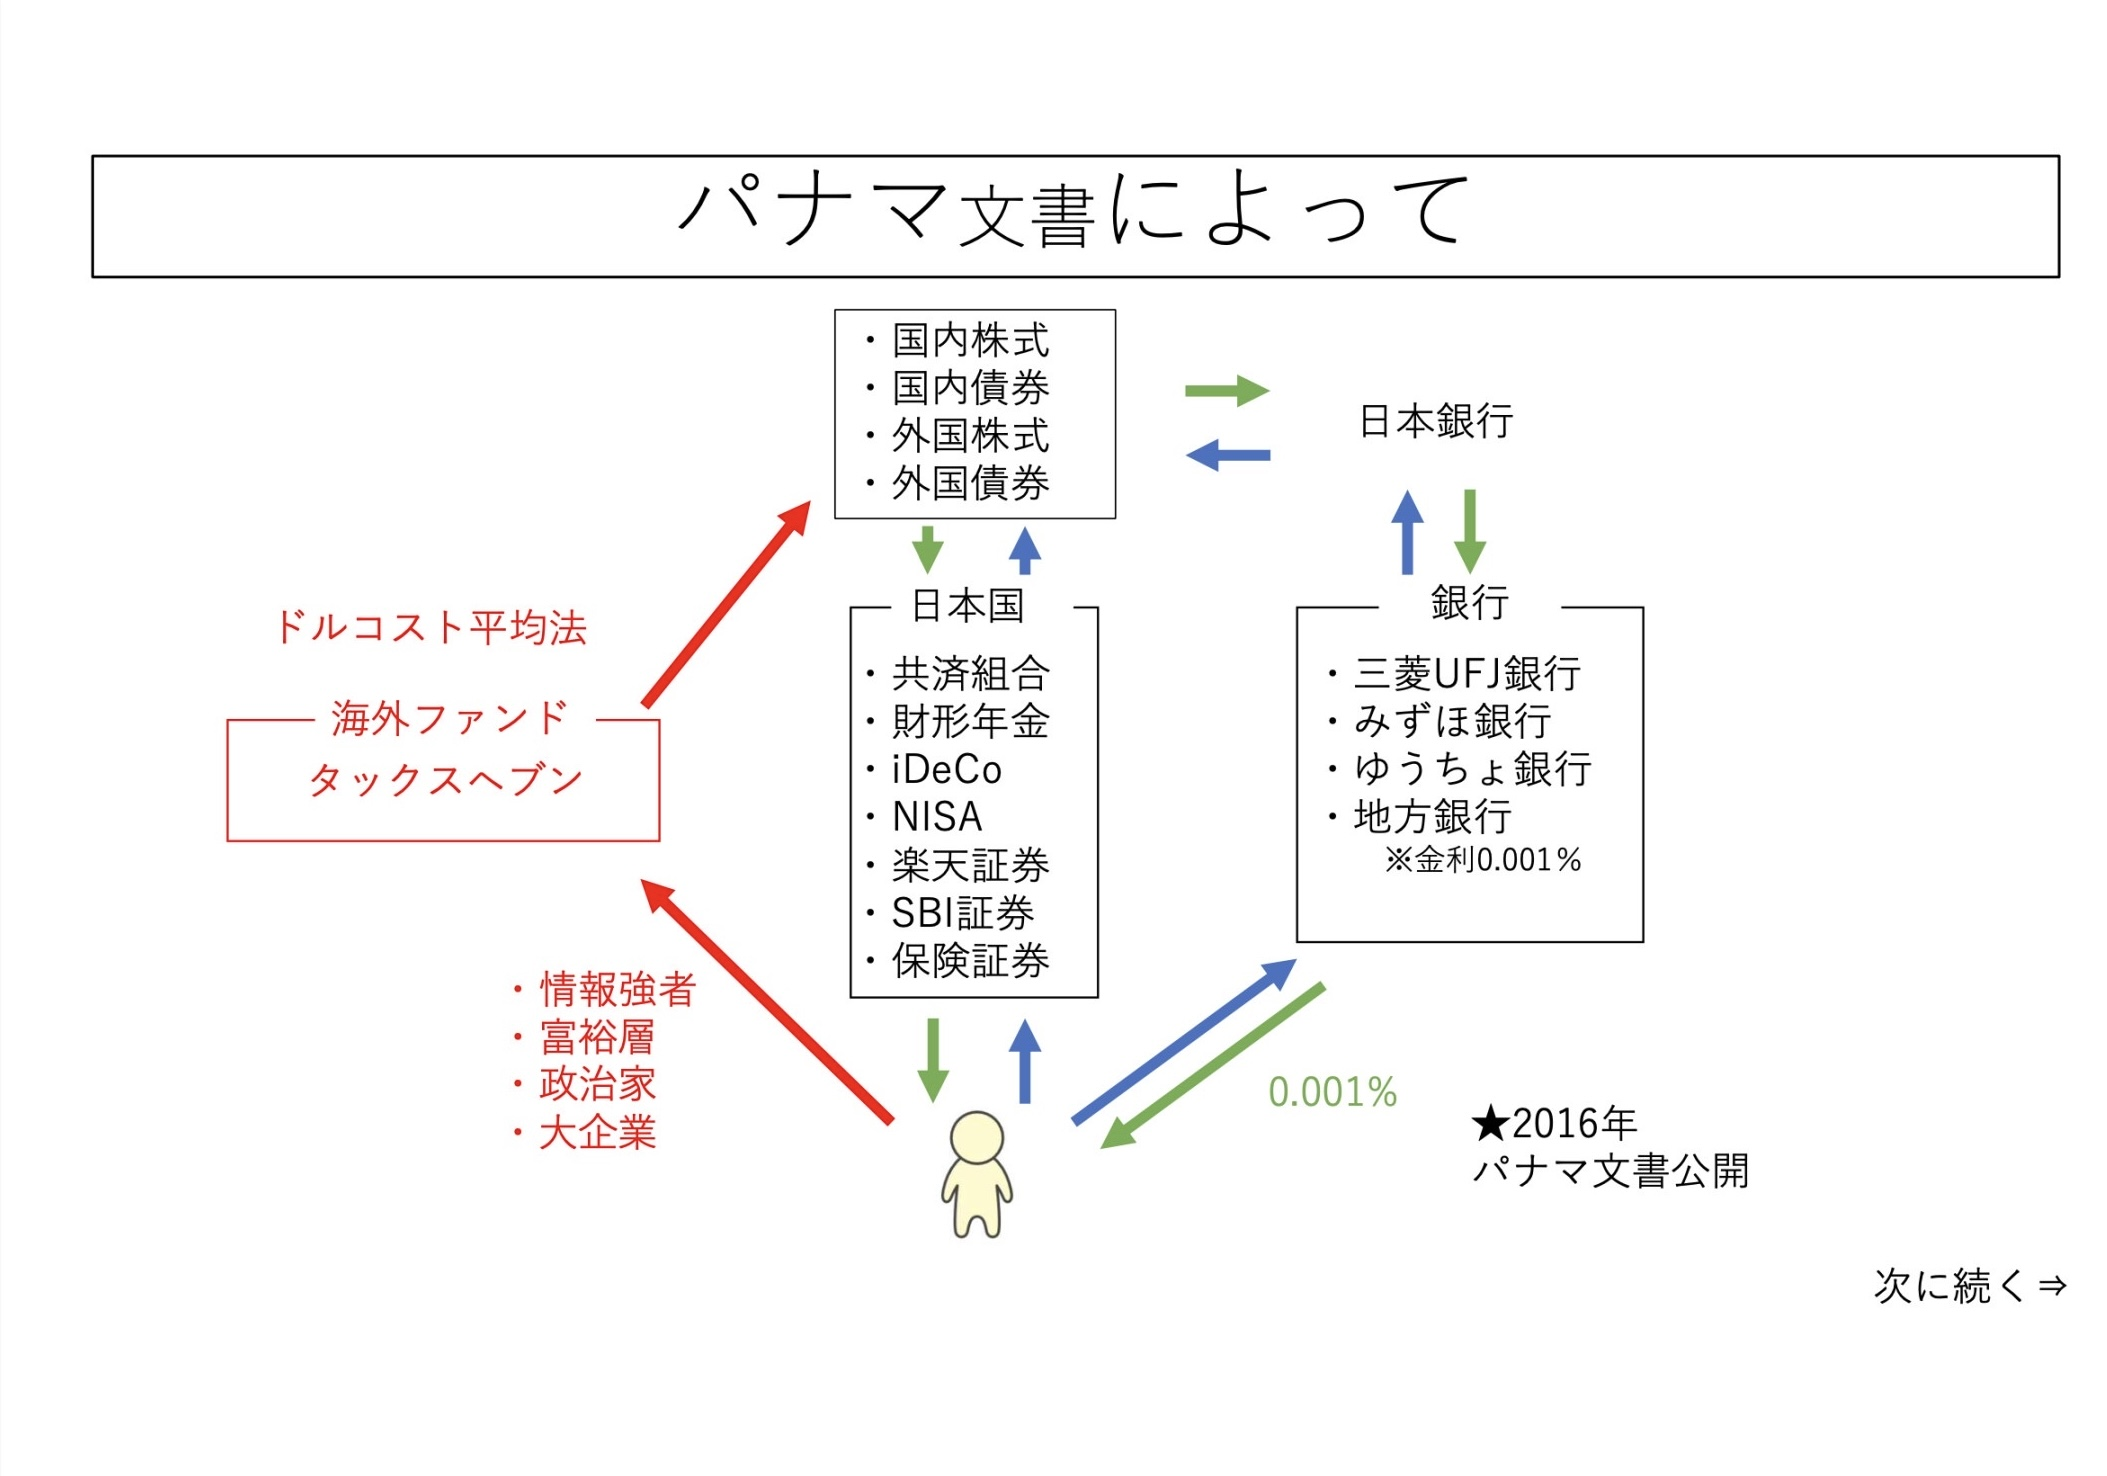 パナマ文書によって
・国内株式
・国内債券
・外国株式
・外国債券
日本銀行
ドルコスト平均法
海外ファンド
タックスヘブン
日本国
・共済組合
・財形年金
・iDeCo
・NISA
・楽天証券
・SBI証券
・保険証券
銀行
・三菱UFJ銀行
・みずほ銀行
・ゆうちょ銀行
・地方銀行
※金利0.001%
・情報強者
・富裕層
・政治家
・大企業
0.001%
★2016年
パナマ文書公開
次に続く⇒